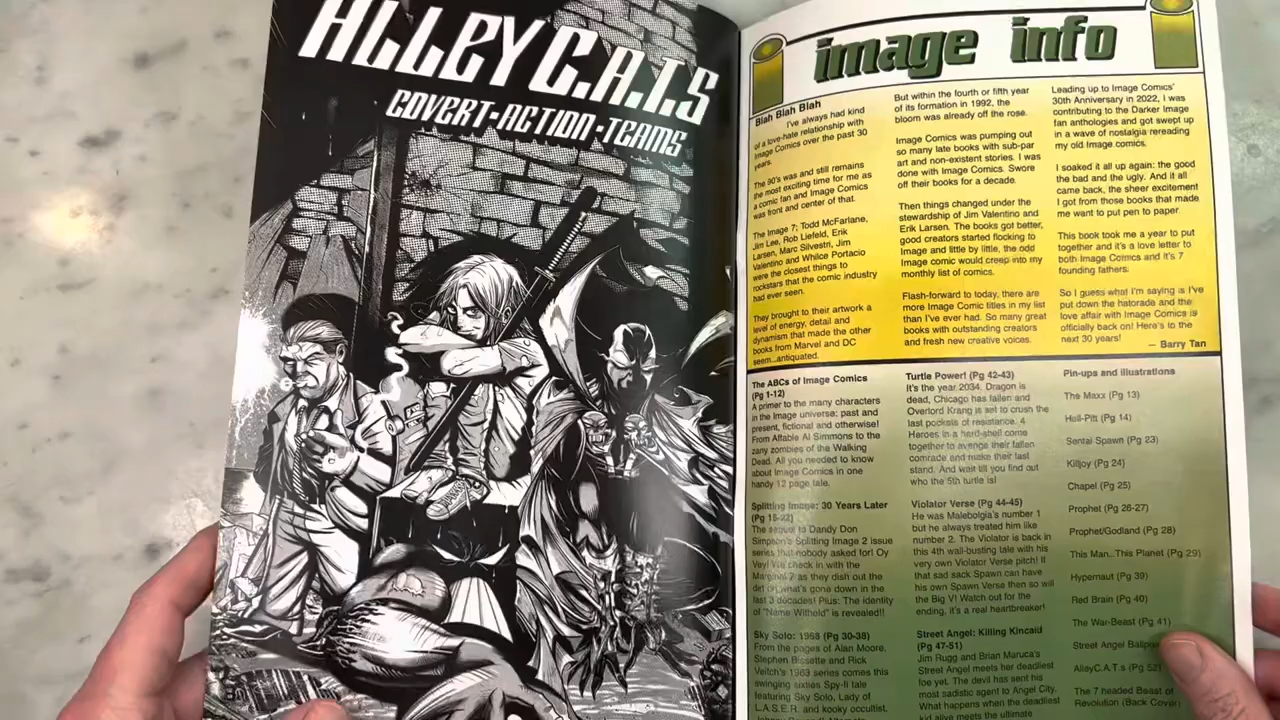 ALLEY C.A.T.S
COVERT-ACTION-TEAMS
image info
Blah Blah Blah
I've always had kind
of a love-hate relationship with
Image Comics over the past 30
years.
The 90's was and still remains
the most exciting time for me as
a comic fan and Image Comics
was front and center of that.
The Image 7; Todd McFarlane,
Jim Lee, Rob Liefeld, Erik
Larsen, Marc Silvestri, Jim
Valentino and Whilce Portacio
were the closest things to
rockstars that the comic industry
had ever seen.
They brought to their artwork a
level of energy, detail and
dynamism that made the other
books from Marvel and DC
seem...antiquated.
But within the fourth or fifth year
of its formation in 1992, the
bloom was already off the rose.
Image Comics was pumping out
so many late books with sub-par
art and non-existent stories. I was
done with Image Comics. Swore
off their books for a decade.
Then things changed under the
stewardship of Jim Valentino and
Erik Larsen. The books got better,
good creators started flocking to
Image and little by little, the odd
Image comic would creep into my
monthly list of comics.
Flash-forward to today, there are
more Image Comic titles in my list
than I've ever had. So many great
books with outstanding creators
and fresh new creative voices.
Leading up to Image Comics'
30th Anniversary in 2022, I was
contributing to the Darker Image
fan anthologies and got swept up
in a wave of nostalgia rereading
my old Image comics.
I soaked it all up again: the good
the bad and the ugly. And it all
came back, the sheer excitement
I got from those books that made
me want to put pen to paper.
This book took me a year to put
together and it's a love letter to
both Image Comics and it's 7
founding fathers.
So I guess what I'm saying is I've
put down the hatorade and the
love affair with Image Comics is
officially back on! Here's to the
next 30 years!
— Barry Tan
The ABCs of Image Comics
(Pg 1-12)
A primer to the many characters
in the Image universe: past and
present, fictional and otherwise!
From Affable Al Simmons to the
zany zombies of the Walking
Dead. All you needed to know
about Image Comics in one
handy 12 page tale.
Splitting Image: 30 Years Later
(Pg 15-22)
The sequel to Dandy Don
Simpson's Splitting Image 2 issue
series that nobody asked for! Oy
Vey! We check in with the
Marginal 7 as they dish out the
dirt of what's gone down in the
last 3 decades! Plus: The identity
of "Name Withheld" is revealed!!
Sky Solo: 1968 (Pg 30-38)
From the pages of Alan Moore,
Stephen Bissette and Rick
Veitch's 1963 series comes this
swinging sixties Spy-fi tale
featuring Sky Solo, Lady of
L.A.S.E.R. and kooky occultist,
Turtle Power! (Pg 42-43)
It's the year 2034, Dragon is
dead, Chicago has fallen and
Overlord Krang is set to crush the
last pockets of resistance. 4
Heroes in a hard-shell come
together to avenge their fallen
comrade and make their last
stand. And wait till you find out
who the 5th turtle is!
Violator Verse (Pg 44-45)
He was Malebolgia's number 1
but he always treated him like
number 2. The Violator is back in
this 4th wall-busting tale with his
very own Violator Verse pitch! If
that sad sack Spawn can have
his own Spawn Verse then so will
the Big V! Watch out for the
ending, it's a real heartbreaker!
Street Angel: Killing Kincaid
(Pg 47-51)
Jim Rugg and Brian Maruca's
Street Angel meets her deadliest
foe yet. The devil has sent his
most sadistic agent to Angel City.
What happens when the deadliest
kid alive meets the ultimate
Pin-ups and illustrations
The Maxx (Pg 13)
Hell-Pitt (Pg 14)
Sentai Spawn (Pg 23)
Killjoy (Pg 24)
Chapel (Pg 25)
Prophet (Pg 26-27)
Prophet/Godland (Pg 28)
This Man...This Planet (Pg 29)
Hypernaut (Pg 39)
Red Brain (Pg 40)
The War-Beast (Pg 41)
Street Angel
AlleyC.A.T.s (Pg 52)
The 7 headed Beast of
Revolution (Back Cover)